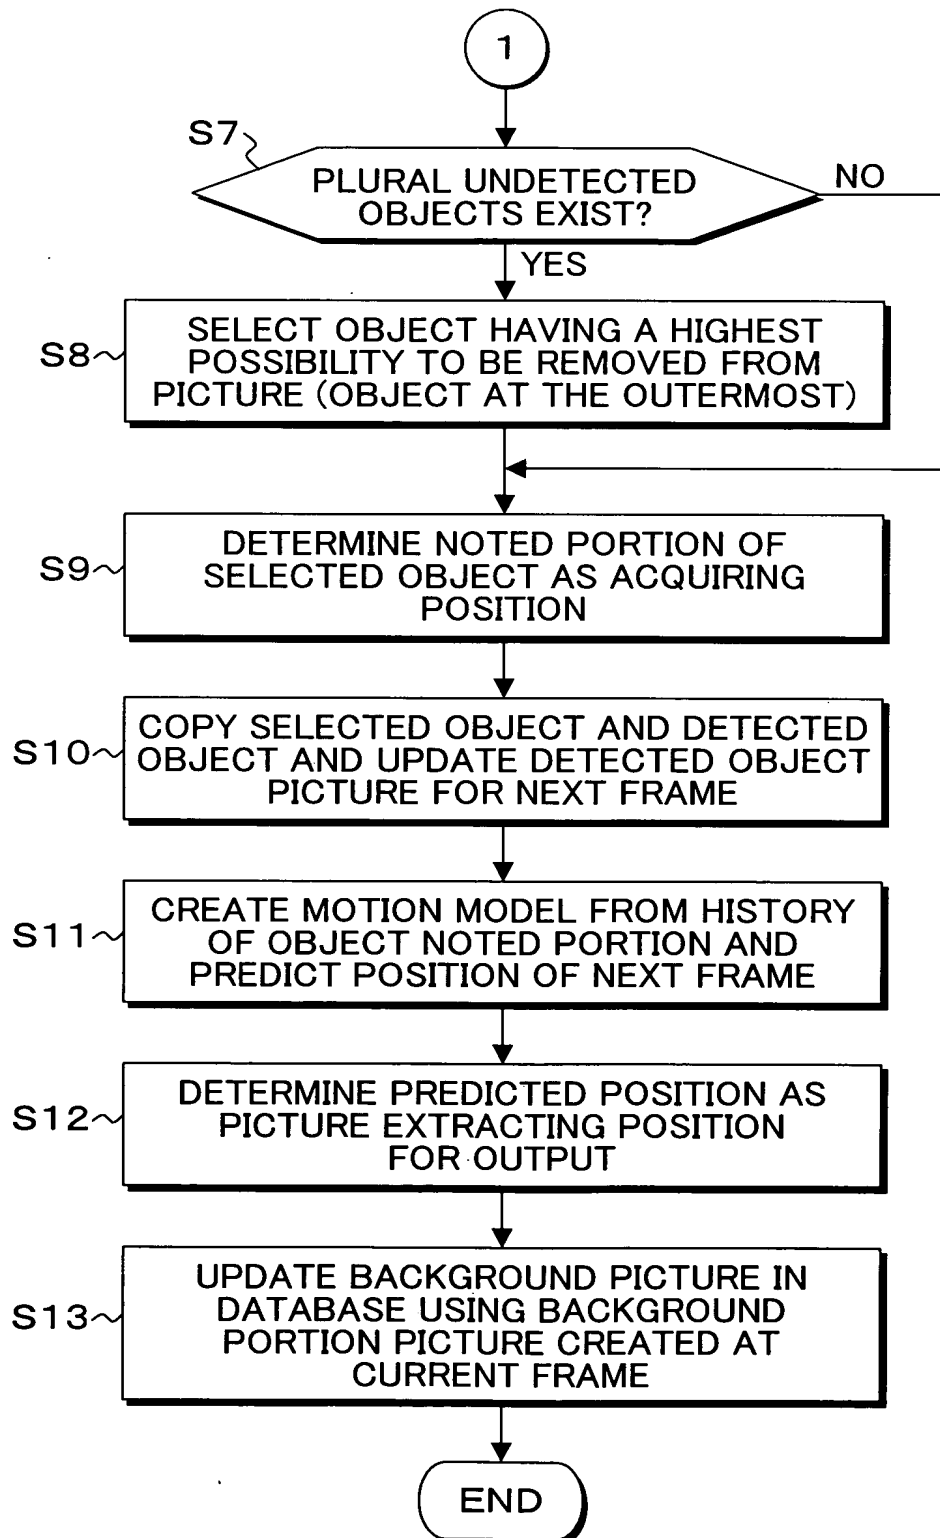 1
S7
PLURAL UNDETECTED
OBJECTS EXIST?
NO
YES
S8
SELECT OBJECT HAVING A HIGHEST
POSSIBILITY TO BE REMOVED FROM
PICTURE (OBJECT AT THE OUTERMOST)
S9
DETERMINE NOTED PORTION OF
SELECTED OBJECT AS ACQUIRING
POSITION
S10
COPY SELECTED OBJECT AND DETECTED
OBJECT AND UPDATE DETECTED OBJECT
PICTURE FOR NEXT FRAME
S11
CREATE MOTION MODEL FROM HISTORY
OF OBJECT NOTED PORTION AND
PREDICT POSITION OF NEXT FRAME
S12
DETERMINE PREDICTED POSITION AS
PICTURE EXTRACTING POSITION
FOR OUTPUT
S13
UPDATE BACKGROUND PICTURE IN
DATABASE USING BACKGROUND
PORTION PICTURE CREATED AT
CURRENT FRAME
END